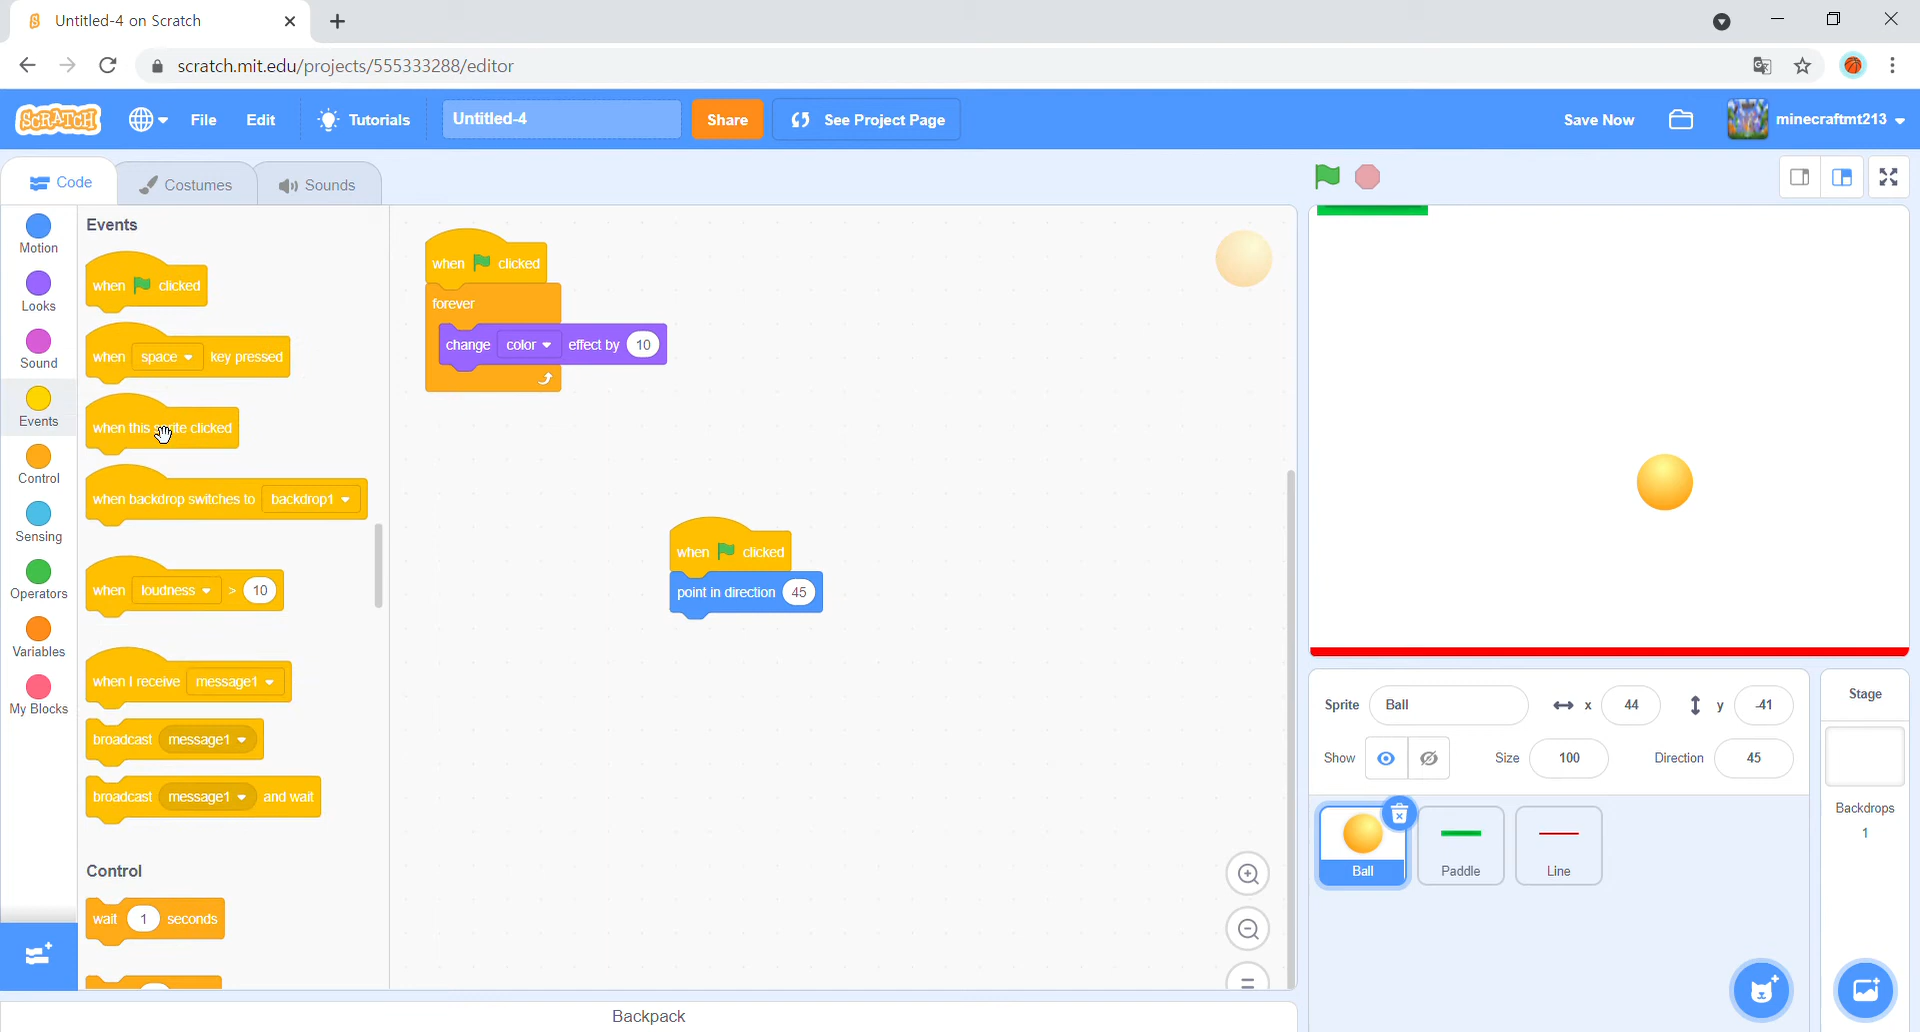 Untitled-4 on Scratch
scratch.mit.edu/projects/555333288/editor
SCRATCH File Edit Tutorials Untitled-4 Share See Project Page Save Now minecraftmt213
Code Costumes Sounds
Motion
Looks
Sound
Events
Control
Sensing
Operators
Variables
My Blocks
Events
when clicked
when space key pressed
when this sprite clicked
when backdrop switches to backdrop1
when loudness > 10
when I receive message1
broadcast message1
broadcast message1 and wait
Control
wait 1 seconds
when clicked
forever
change color effect by 10
when clicked
point in direction 45
Backpack
Sprite Ball x 44 y -41
Show Size 100 Direction 45
Ball Paddle Line
Stage
Backdrops
1